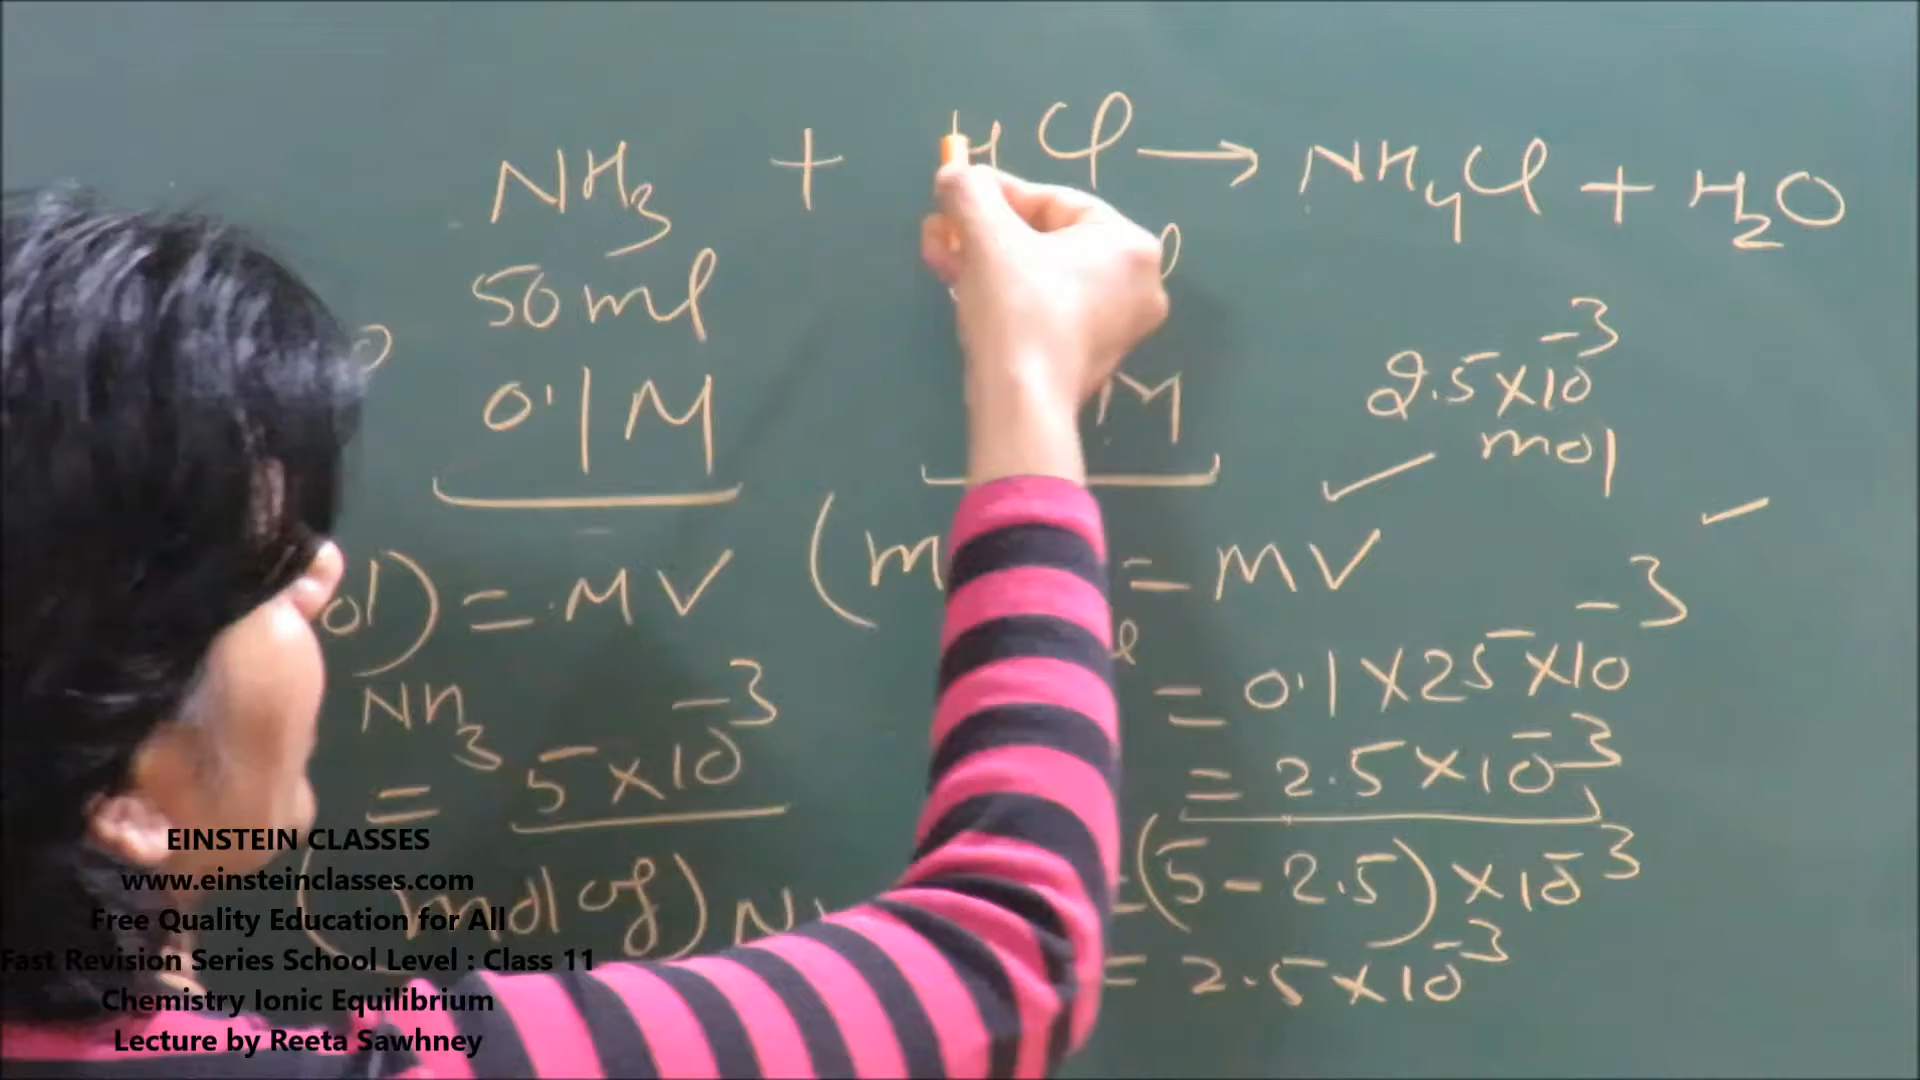 NH3 + HCl → NH4Cl + H2O
50ml
0.1M M
2.5×10^-3
mol
ol) = MV (m = MV
NH3 = 0.1×25×10^-3
= 5×10^-3 = 2.5×10^-3
(mol of) N (5-2.5)×10^-3
= 2.5×10^-3
EINSTEIN CLASSES
www.einsteinclasses.com
Free Quality Education for All
Fast Revision Series School Level : Class 11
Chemistry Ionic Equilibrium
Lecture by Reeta Sawhney